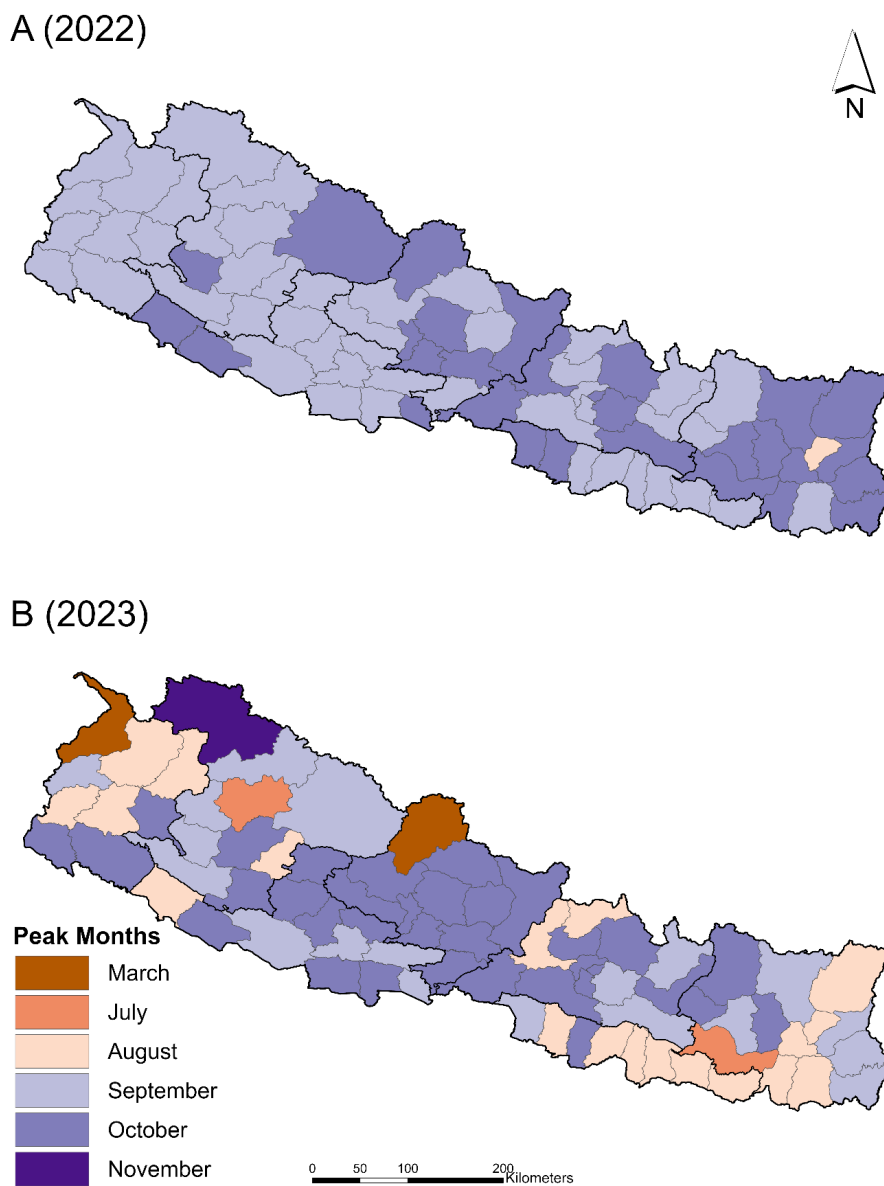 A (2022)
N
B (2023)
Peak Months
March
July
August
September
October
November
0 50 100 200
Kilometers